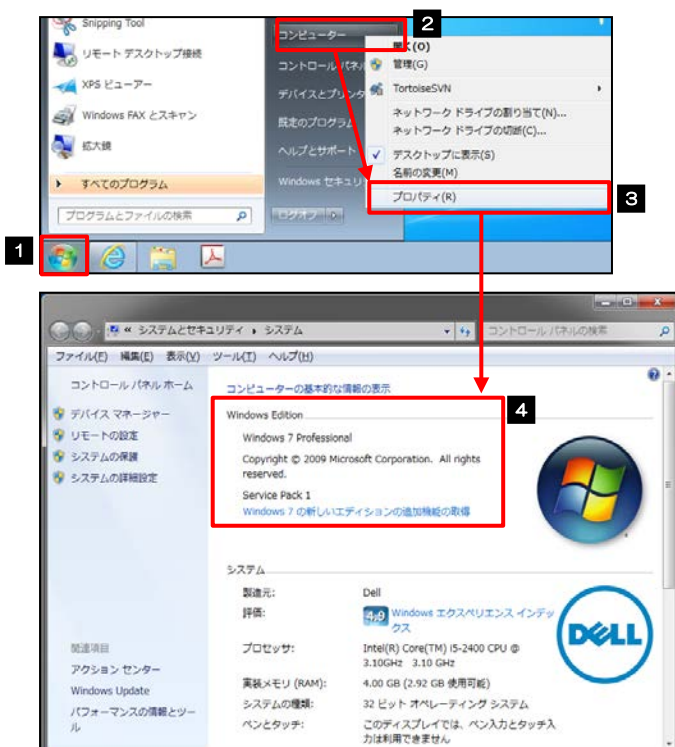 Snipping Tool
リモート デスクトップ接続
XPS ビューアー
Windows FAX とスキャン
拡大鏡
すべてのプログラム
プログラムとファイルの検索
コンピューター
コントロール パネル
デバイスとプリンタ
既定のプログラム
ヘルプとサポート
Windows セキュリ
ログオフ
2
開く(O)
管理(G)
TortoiseSVN
ネットワーク ドライブの割り当て(N)...
ネットワーク ドライブの切断(C)...
デスクトップに表示(S)
名前の変更(M)
プロパティ(R)
3
1
« システムとセキュリティ ▸ システム
コントロール パネルの検索
ファイル(F) 編集(E) 表示(V) ツール(T) ヘルプ(H)
コントロール パネル ホーム
デバイス マネージャー
リモートの設定
システムの保護
システムの詳細設定
関連項目
アクション センター
Windows Update
パフォーマンスの情報とツー
ル
コンピューターの基本的な情報の表示
4
Windows Edition
Windows 7 Professional
Copyright © 2009 Microsoft Corporation. All rights
reserved.
Service Pack 1
Windows 7 の新しいエディションの追加機能の取得
システム
製造元: Dell
評価: 4.9 Windows エクスペリエンス インデッ
クス
プロセッサ: Intel(R) Core(TM) i5-2400 CPU @
3.10GHz 3.10 GHz
実装メモリ (RAM): 4.00 GB (2.92 GB 使用可能)
システムの種類: 32 ビット オペレーティング システム
ペンとタッチ: このディスプレイでは、ペン入力とタッチ入
力は利用できません
DELL